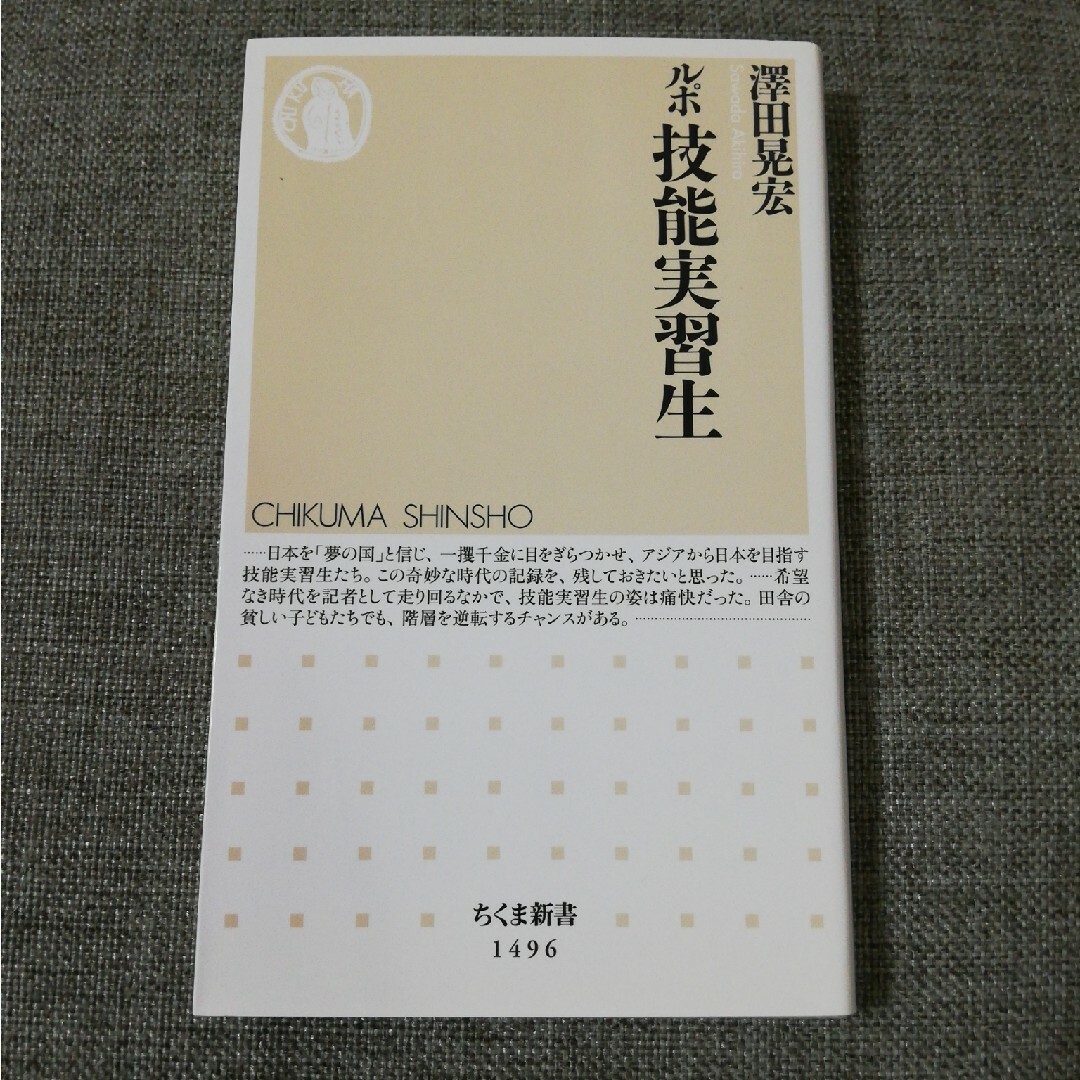 澤田晃宏
Sawada Akihiro
ルポ 技能実習生
CHIKUMA
CHIKUMA SHINSHO
……日本を「夢の国」と信じ、一攫千金に目をぎらつかせ、アジアから日本を目指す
技能実習生たち。この奇妙な時代の記録を、残しておきたいと思った。……希望
なき時代を記者として走り回るなかで、技能実習生の姿は痛快だった。田舎の
貧しい子どもたちでも、階層を逆転するチャンスがある。……………………………
ちくま新書
1496